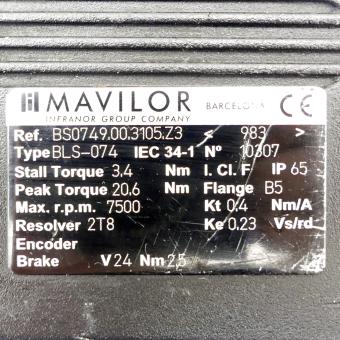 MAVILOR BARCELONA CE
INFRANOR GROUP COMPANY
Ref. BS0749.00.3105.Z3 < 983 >
Type BLS-074 IEC 34-1 Nº 10307
Stall Torque 3,4 Nm I. Cl. F IP 65
Peak Torque 20,6 Nm Flange B5
Max. r.p.m. 7500 Kt 0,4 Nm/A
Resolver 2T8 Ke 0,23 Vs/rd
Encoder
Brake V 24 Nm 2,5